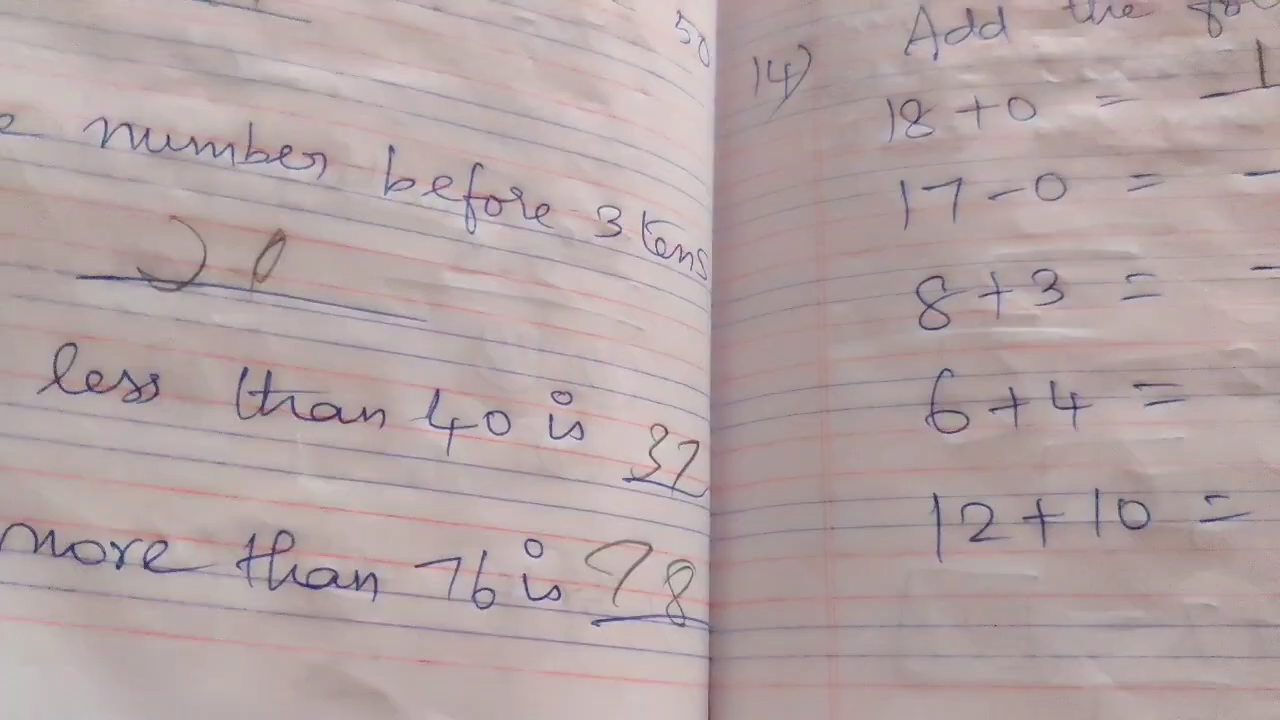 50
number before 3 tens
less than 40 is 37
more than 76 is 78
Add the
14)
18+0 = 1
17-0 =
8+3 =
6+4 =
12+10 =